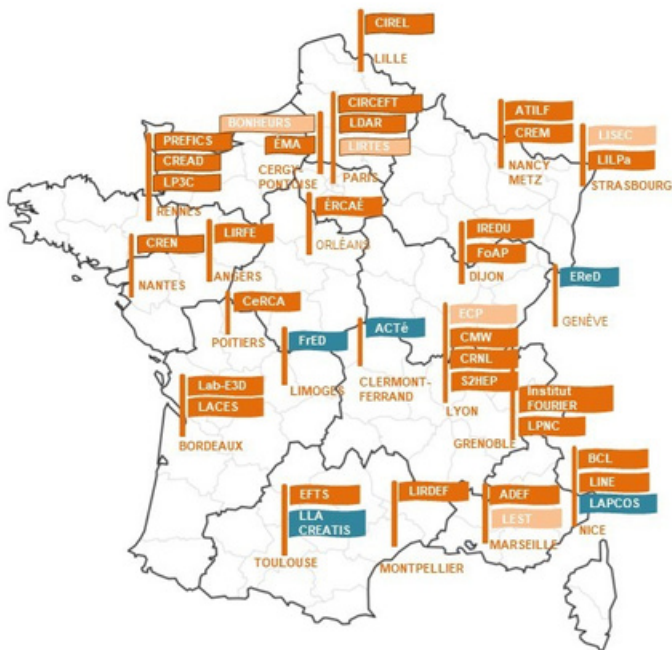 CIREL
LILLE
BONHEURS
ÉMA
CERGY-
PONTOISE
CIRCEFT
LDAR
LIRTES
PARIS
ATILF
CREM
NANCY
METZ
LISEC
LILPa
STRASBOURG
PREFICS
CREAD
LP3C
RENNES
ÉRCAÉ
ORLÉANS
CREN
NANTES
LIRFE
ANGERS
IREDU
FoAP
DIJON
EReD
GENÈVE
CeRCA
POITIERS
FrED
LIMOGES
ACTé
CLERMONT-
FERRAND
ECP
CMW
CRNL
S2HEP
LYON
Institut
FOURIER
LPNC
GRENOBLE
Lab-E3D
LACES
BORDEAUX
EFTS
LLA
CREATIS
TOULOUSE
LIRDEF
MONTPELLIER
ADEF
LEST
MARSEILLE
BCL
LINE
LAPCOS
NICE